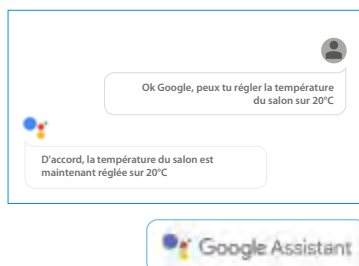 Ok Google, peux tu régler la température
du salon sur 20°C
D'accord, la température du salon est
maintenant réglée sur 20°C
Google Assistant